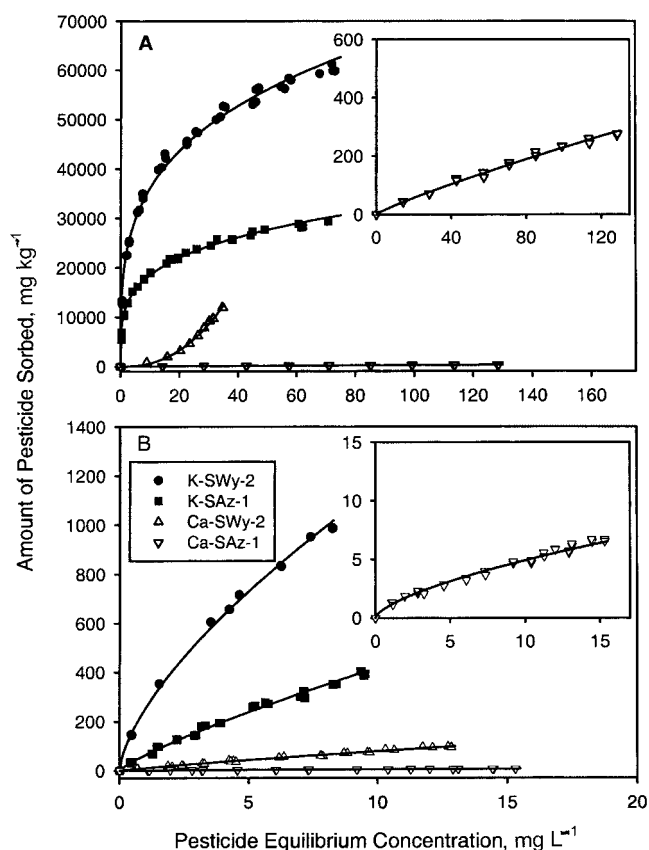 Amount of Pesticide Sorbed, mg kg⁻¹
A
70000
60000
50000
40000
30000
20000
10000
0
0 20 40 60 80 100 120 140 160
600
400
200
0
0 40 80 120
B
1400
1200
1000
800
600
400
200
0
0 5 10 15 20
K-SWy-2
K-SAz-1
Ca-SWy-2
Ca-SAz-1
15
10
5
0
0 5 10 15
Pesticide Equilibrium Concentration, mg L⁻¹